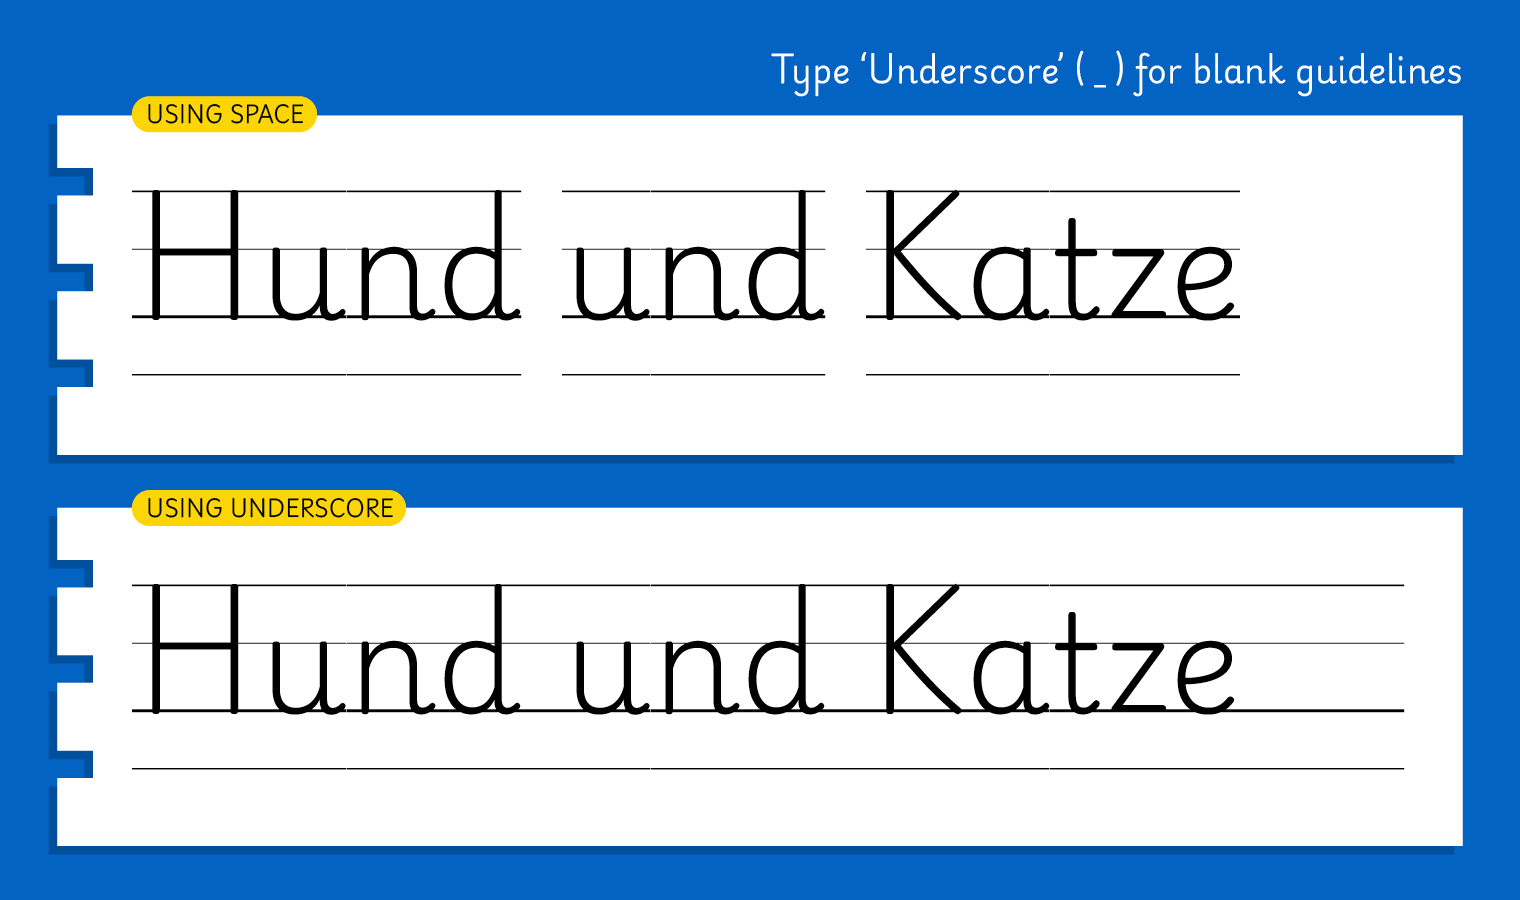 Type ‘Underscore’ ( _ ) for blank guidelines
USING SPACE
Hund und Katze
USING UNDERSCORE
Hund und Katze